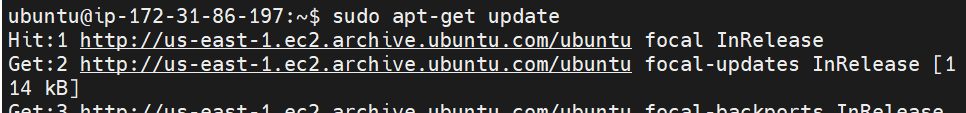 ubuntu@ip-172-31-86-197:~$ sudo apt-get update
Hit:1 http://us-east-1.ec2.archive.ubuntu.com/ubuntu focal InRelease
Get:2 http://us-east-1.ec2.archive.ubuntu.com/ubuntu focal-updates InRelease [1
14 kB]
Get:3 http://us-east-1.ec2.archive.ubuntu.com/ubuntu focal-backports InRelease